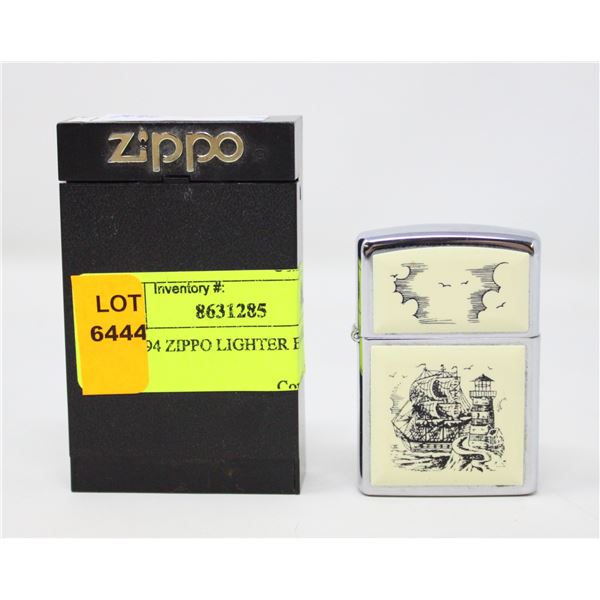 zippo
Inventory #:
8631285
LOT
6444
94 ZIPPO LIGHTER